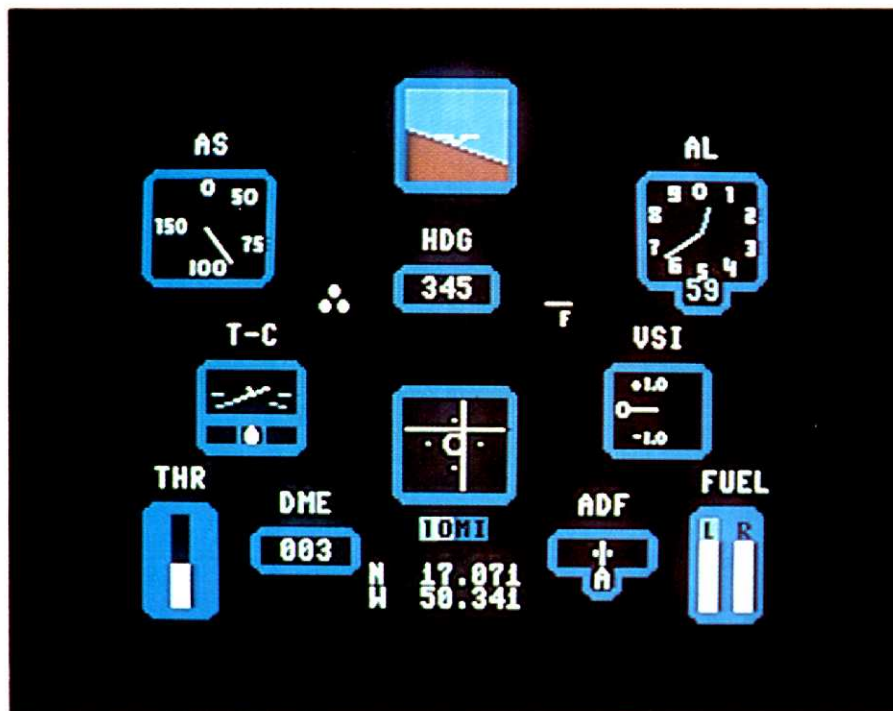 AS
0
50
75
100
150
HDG
345
AL
0
1
2
3
4
5
6
7
8
9
59
F
T-C
VSI
+1.0
0
-1.0
THR
DME
003
10MI
N 17.071
W 50.341
ADF
A
FUEL
L R